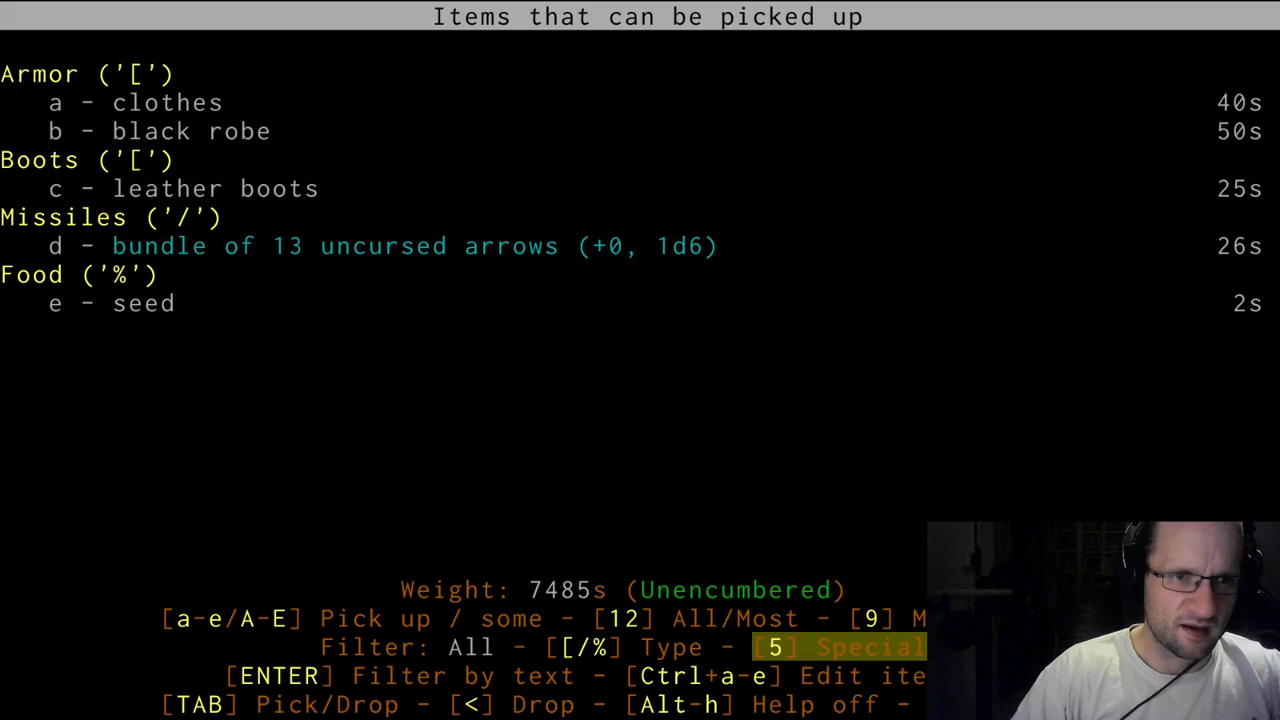 Items that can be picked up
Armor ('[')
a - clothes 40s
b - black robe 50s
Boots ('[')
c - leather boots 25s
Missiles ('/')
d - bundle of 13 uncursed arrows (+0, 1d6) 26s
Food ('%')
e - seed 2s
Weight: 7485s (Unencumbered)
[a-e/A-E] Pick up / some - [12] All/Most - [9] M
Filter: All - [[/%] Type - [5] Special
[ENTER] Filter by text - [Ctrl+a-e] Edit ite
[TAB] Pick/Drop - [<] Drop - [Alt-h] Help off -